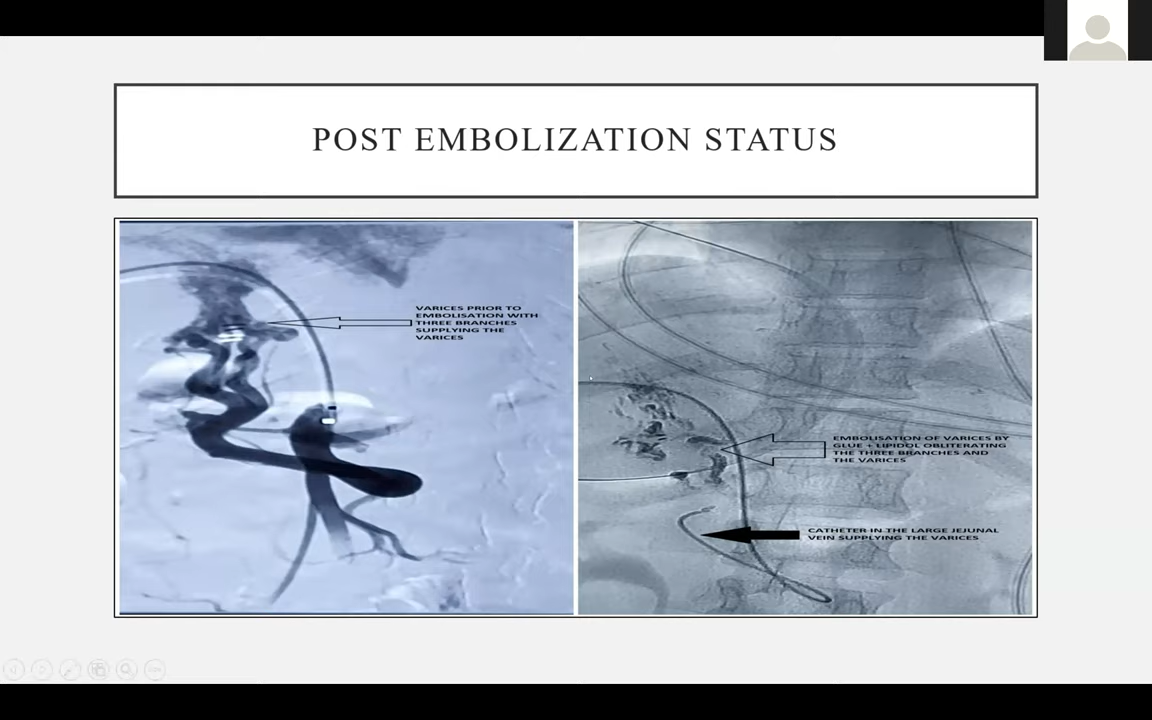 POST EMBOLIZATION STATUS
VARICES PRIOR TO
EMBOLISATION WITH
THREE BRANCHES
SUPPLYING THE
VARICES
EMBOLISATION OF VARICES BY
GLUE + LIPIDOL OBLITERATING
THE THREE BRANCHES AND
THE VARICES
CATHETER IN THE LARGE JEJUNAL
VEIN SUPPLYING THE VARICES